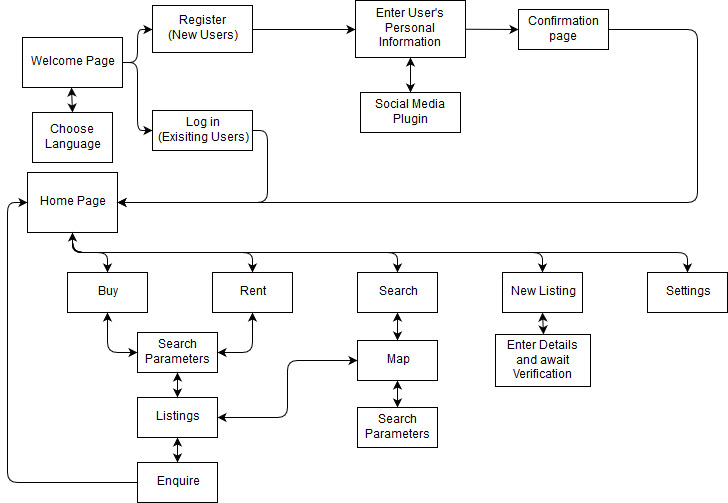 Register
(New Users)
Enter User's
Personal
Information
Confirmation
page
Welcome Page
Social Media
Plugin
Log in
(Exisiting Users)
Choose
Language
Home Page
Buy
Rent
Search
New Listing
Settings
Search
Parameters
Map
Enter Details
and await
Verification
Listings
Search
Parameters
Enquire